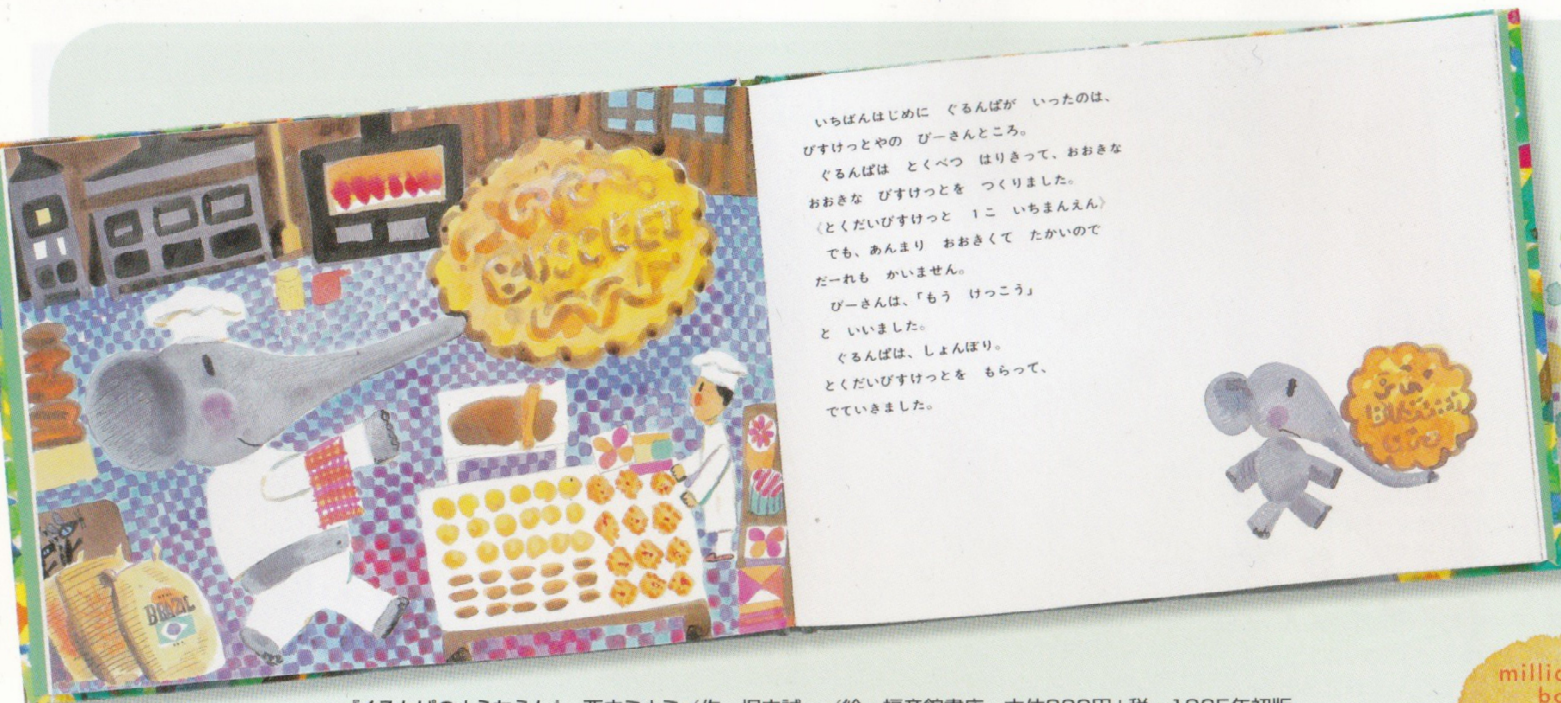 BISCUIT
BRAZIL
いちばんはじめに　ぐるんぱが　いったのは、
びすけっとやの　びーさんところ。
ぐるんぱは　とくべつ　はりきって、おおきな
おおきな　びすけっとを　つくりました。
《とくだいびすけっと　1こ　いちまんえん》
でも、あんまり　おおきくて　たかいので
だーれも　かいません。
びーさんは、「もう　けっこう」
と　いいました。
ぐるんぱは、しょんぼり。
とくだいびすけっとを　もらって、
でていきました。